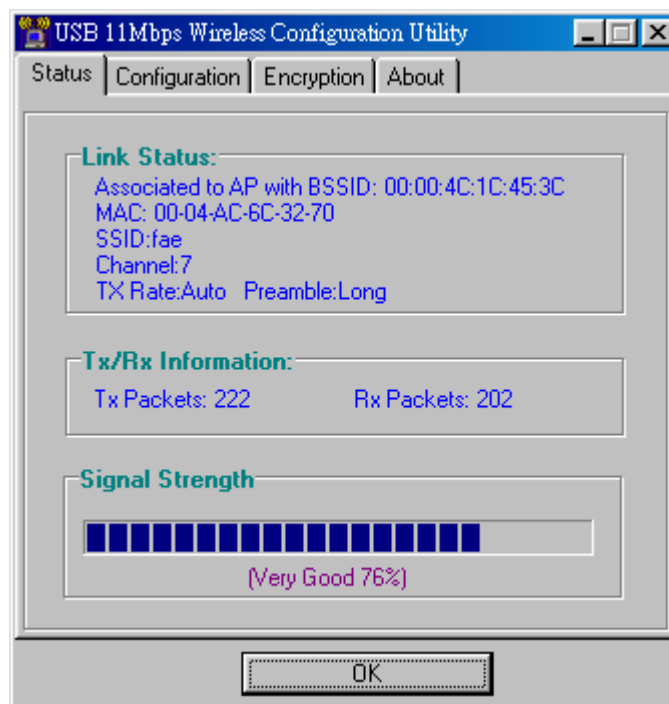 USB 11Mbps Wireless Configuration Utility
Status Configuration Encryption About
Link Status:
Associated to AP with BSSID: 00:00:4C:1C:45:3C
MAC: 00-04-AC-6C-32-70
SSID:fae
Channel:7
TX Rate:Auto Preamble:Long
Tx/Rx Information:
Tx Packets: 222 Rx Packets: 202
Signal Strength
(Very Good 76%)
OK